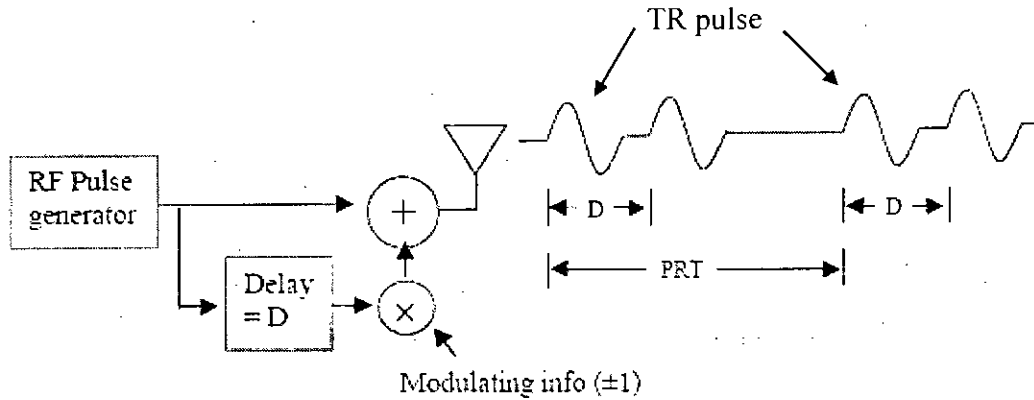 TR pulse
RF Pulse
generator
+
D
D
PRT
Delay
= D
×
Modulating info (±1)